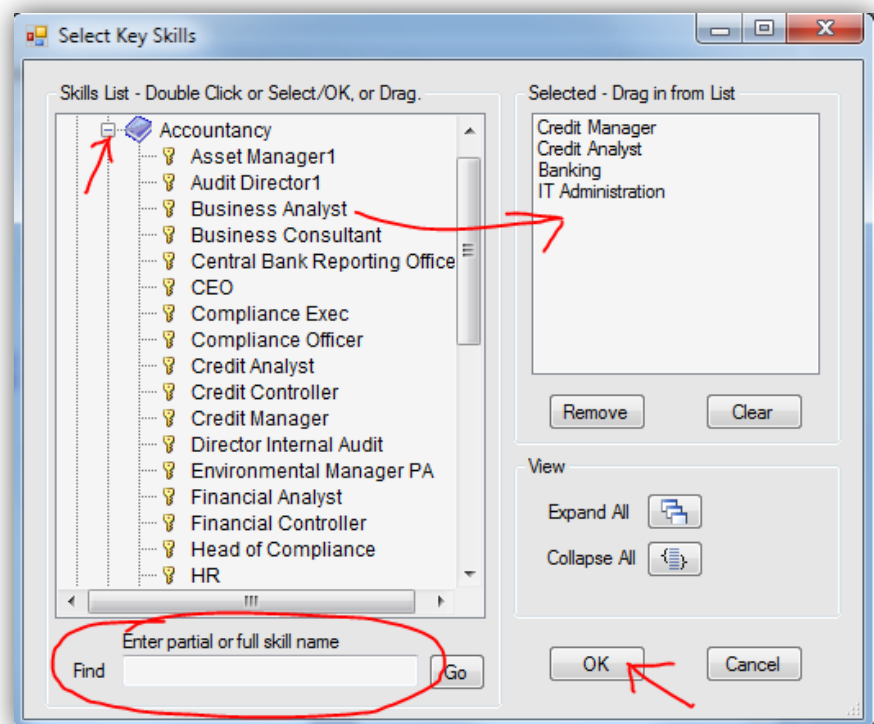 Select Key Skills
Skills List - Double Click or Select/OK, or Drag.
Accountancy
Asset Manager1
Audit Director1
Business Analyst
Business Consultant
Central Bank Reporting Office
CEO
Compliance Exec
Compliance Officer
Credit Analyst
Credit Controller
Credit Manager
Director Internal Audit
Environmental Manager PA
Financial Analyst
Financial Controller
Head of Compliance
HR
Enter partial or full skill name
Find
Go
Selected - Drag in from List
Credit Manager
Credit Analyst
Banking
IT Administration
Remove
Clear
View
Expand All
Collapse All
OK
Cancel